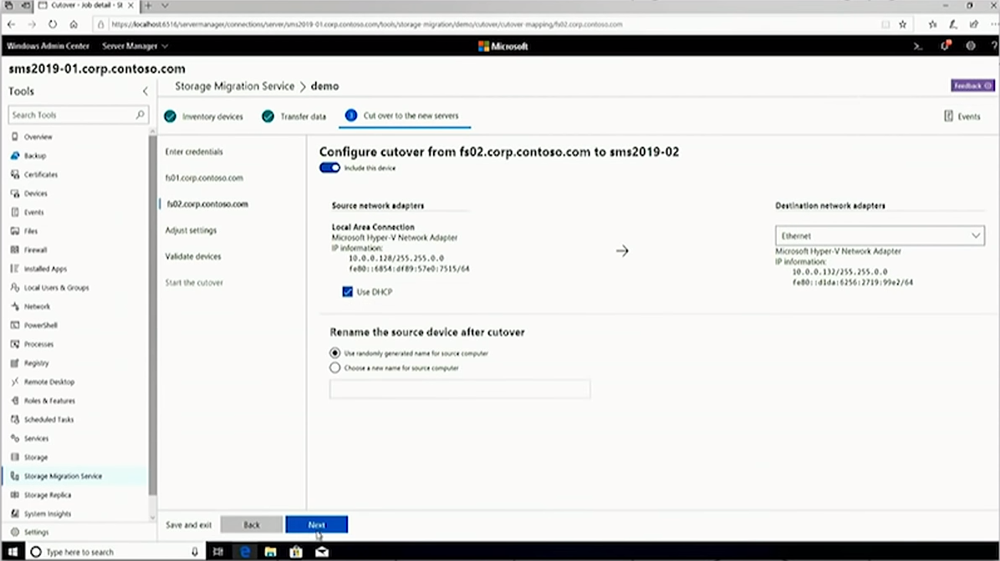 Cutover - Job detail - St
https://localhost:6516/servermanager/connections/server/sms2019-01.corp.contoso.com/tools/storage-migration/demo/cutover/cutover-mapping/fs02.corp.contoso.com
Windows Admin Center Server Manager Microsoft
sms2019-01.corp.contoso.com
Tools
Storage Migration Service > demo
Feedback
Search Tools
Inventory devices
Transfer data
Cut over to the new servers
Events
Overview
Backup
Certificates
Devices
Events
Files
Firewall
Installed Apps
Local Users & Groups
Network
PowerShell
Processes
Registry
Remote Desktop
Roles & Features
Scheduled Tasks
Services
Storage
Storage Migration Service
Storage Replica
System Insights
Settings
Enter credentials
fs01.corp.contoso.com
fs02.corp.contoso.com
Adjust settings
Validate devices
Start the cutover
Configure cutover from fs02.corp.contoso.com to sms2019-02
Include this device
Source network adapters
Local Area Connection
Microsoft Hyper-V Network Adapter
IP information:
10.0.0.128/255.255.0.0
fe80::6854:df89:57e0:7515/64
Use DHCP
Destination network adapters
Ethernet
Microsoft Hyper-V Network Adapter
IP information:
10.0.0.132/255.255.0.0
fe80::d1da:6256:2719:99e2/64
Rename the source device after cutover
Use randomly generated name for source computer
Choose a new name for source computer
Save and exit
Back
Next
Type here to search